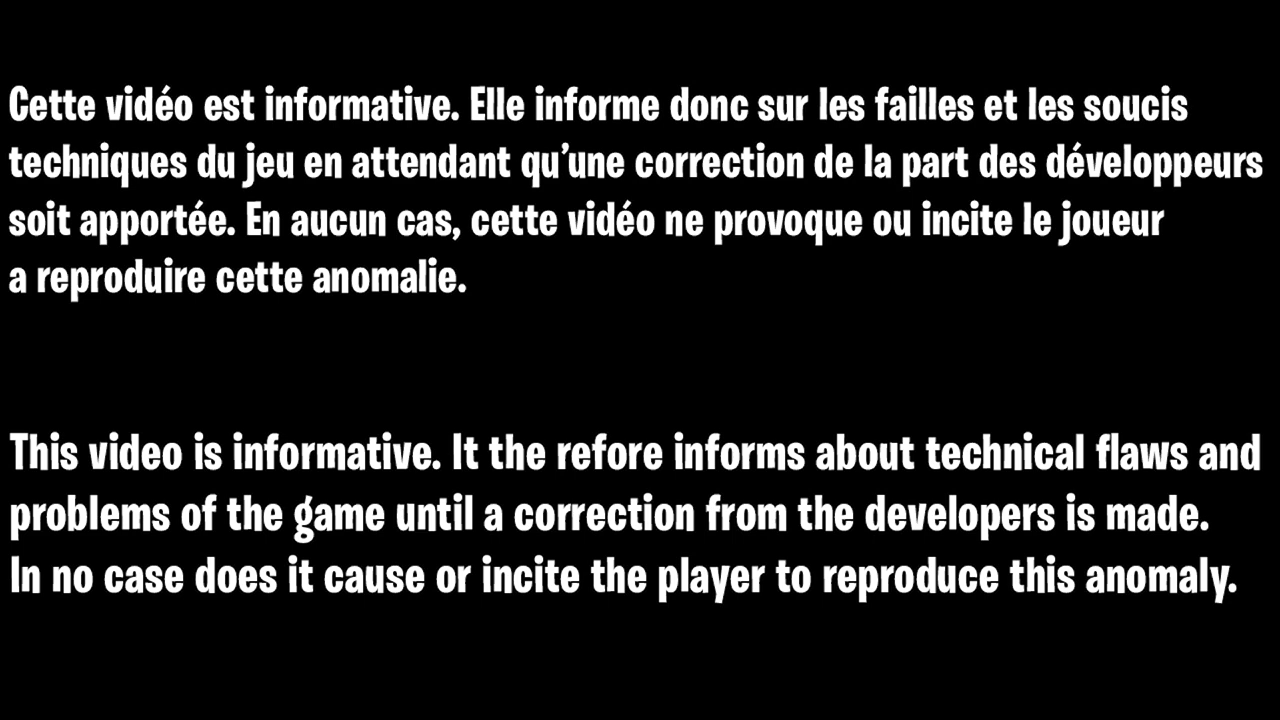 Cette vidéo est informative. Elle informe donc sur les failles et les soucis
techniques du jeu en attendant qu’une correction de la part des développeurs
soit apportée. En aucun cas, cette vidéo ne provoque ou incite le joueur
a reproduire cette anomalie.
This video is informative. It the refore informs about technical flaws and
problems of the game until a correction from the developers is made.
In no case does it cause or incite the player to reproduce this anomaly.